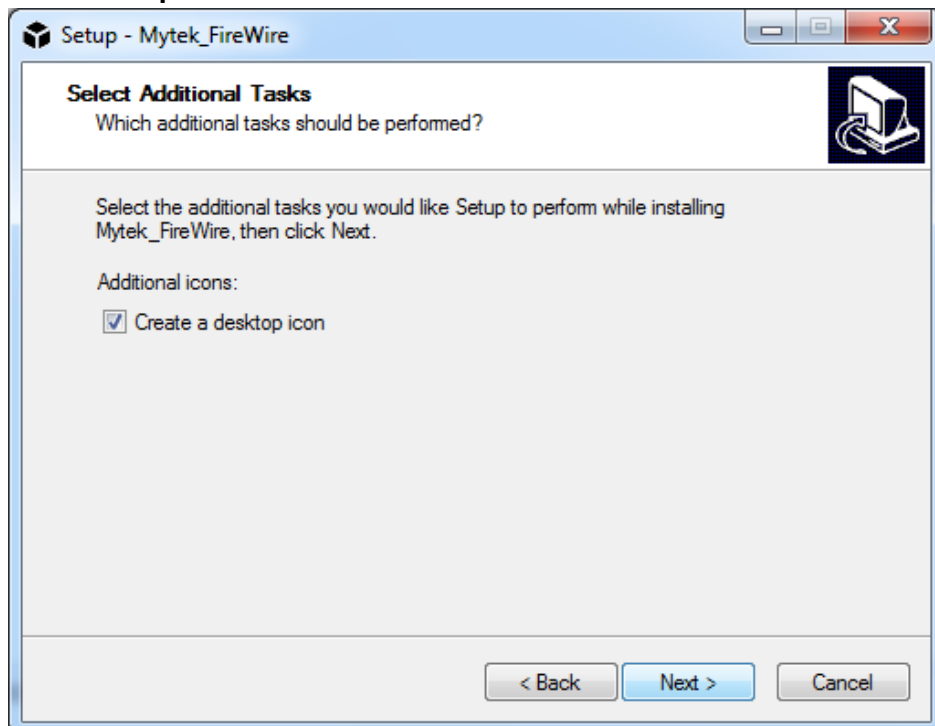 Setup - Mytek_FireWire
Select Additional Tasks
Which additional tasks should be performed?
Select the additional tasks you would like Setup to perform while installing
Mytek_FireWire, then click Next.
Additional icons:
Create a desktop icon
< Back
Next >
Cancel